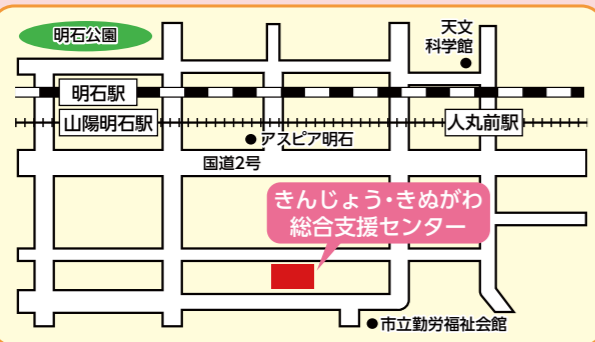 明石公園
天文
科学館
明石駅
山陽明石駅
人丸前駅
アスピア明石
国道2号
きんじょう・きぬがわ
総合支援センター
市立勤労福祉会館